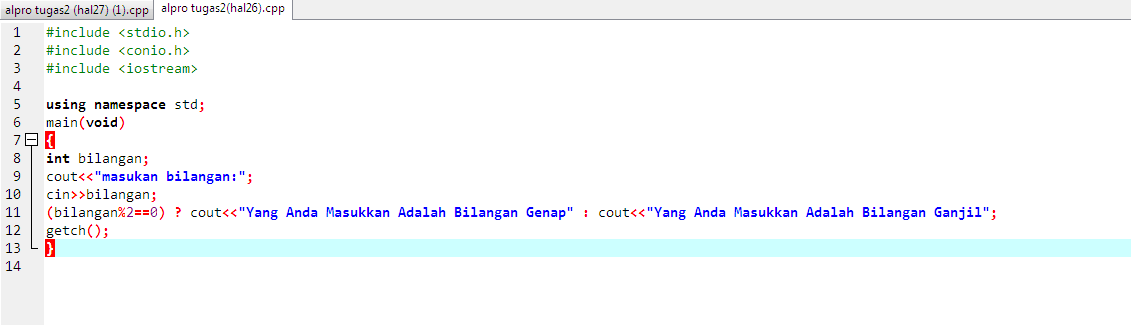 alpro tugas2 (hal27) (1).cpp alpro tugas2(hal26).cpp
1 #include <stdio.h>
2 #include <conio.h>
3 #include <iostream>
4
5 using namespace std;
6 main(void)
7 {
8 int bilangan;
9 cout<<"masukan bilangan:";
10 cin>>bilangan;
11 (bilangan%2==0) ? cout<<"Yang Anda Masukkan Adalah Bilangan Genap" : cout<<"Yang Anda Masukkan Adalah Bilangan Ganjil";
12 getch();
13 }
14